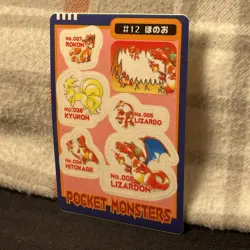 #12 ほのお
No.037
ROKON
No.038
KYUKON
No.005
LIZARDO
No.004
HITOKAGE
No.006
LIZARDON
POCKET MONSTERS